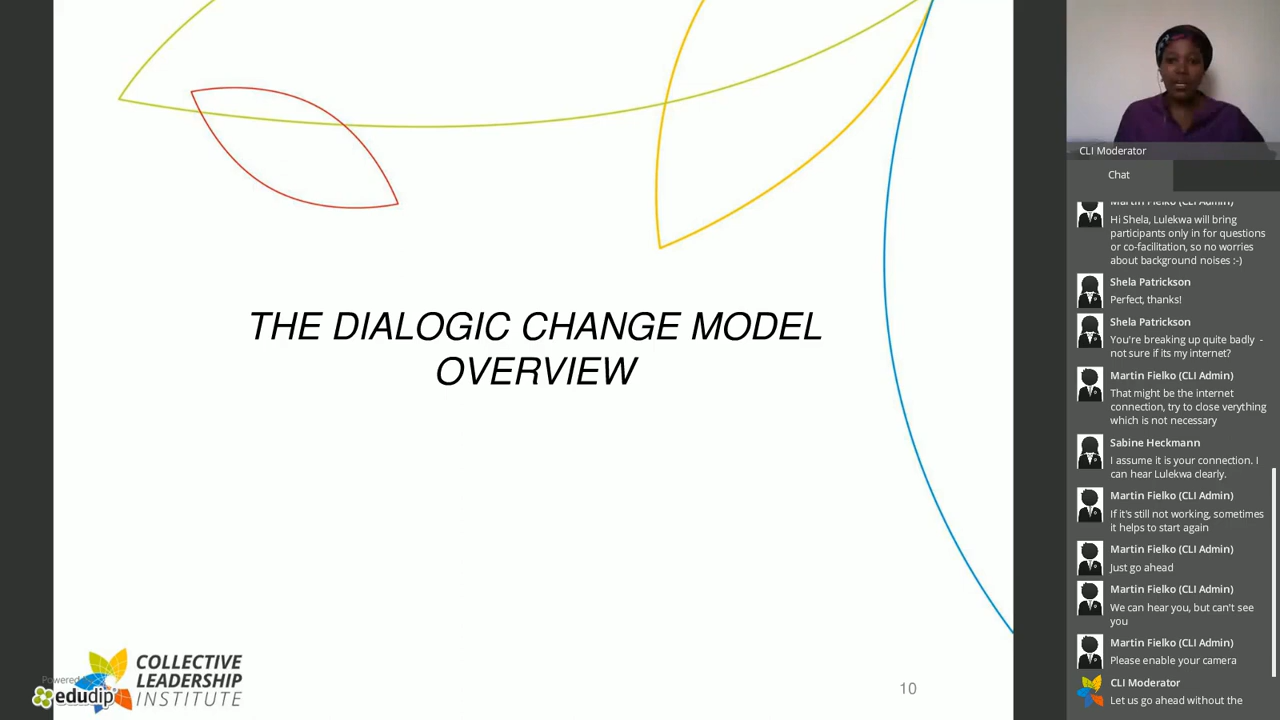 THE DIALOGIC CHANGE MODEL
OVERVIEW
COLLECTIVE
LEADERSHIP
INSTITUTE
Powered
edudip
10
CLI Moderator
Chat
Martin Fielko (CLI Admin)
Hi Shela, Lulekwa will bring
participants only in for questions
or co-facilitation, so no worries
about background noises :-)
Shela Patrickson
Perfect, thanks!
Shela Patrickson
You're breaking up quite badly -
not sure if its my internet?
Martin Fielko (CLI Admin)
That might be the internet
connection, try to close verything
which is not necessary
Sabine Heckmann
I assume it is your connection. I
can hear Lulekwa clearly.
Martin Fielko (CLI Admin)
If it's still not working, sometimes
it helps to start again
Martin Fielko (CLI Admin)
Just go ahead
Martin Fielko (CLI Admin)
We can hear you, but can't see
you
Martin Fielko (CLI Admin)
Please enable your camera
CLI Moderator
Let us go ahead without the